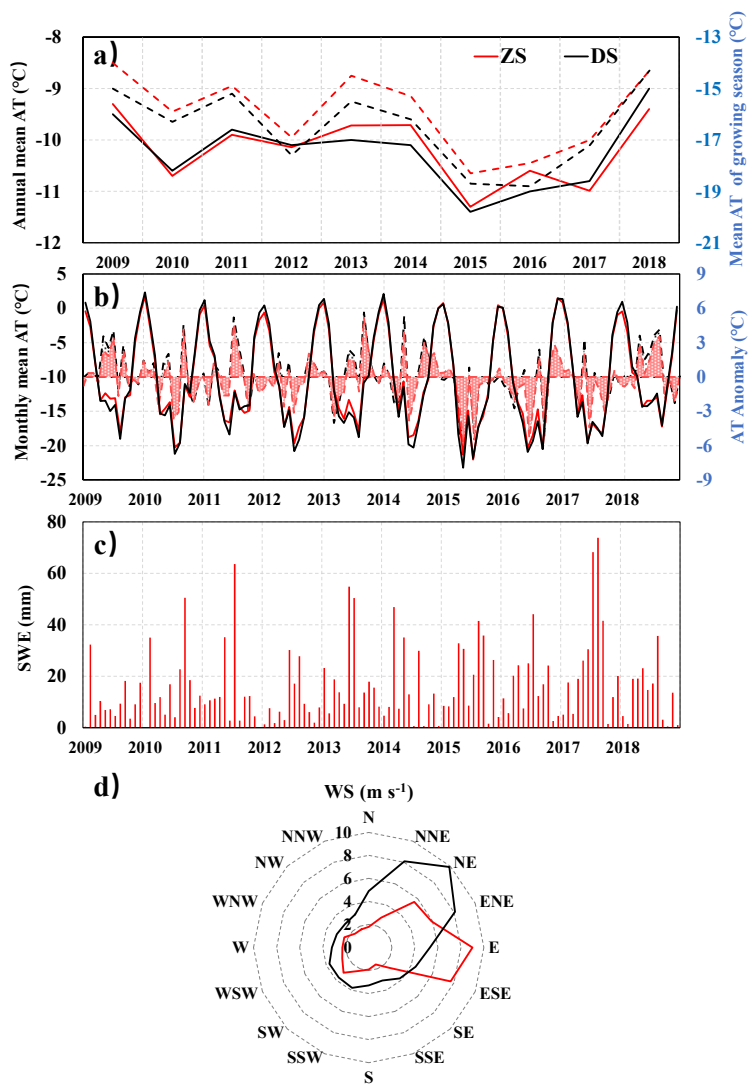 a)
ZS
DS
Annual mean AT (℃)
-8
-9
-10
-11
-12
-13
-15
-17
-19
-21
Mean AT of growing season (℃)
2009 2010 2011 2012 2013 2014 2015 2016 2017 2018
b)
Monthly mean AT (℃)
5
0
-5
-10
-15
-20
-25
9
6
3
0
-3
-6
-9
AT Anomaly (℃)
2009 2010 2011 2012 2013 2014 2015 2016 2017 2018
c)
SWE (mm)
80
60
40
20
0
2009 2010 2011 2012 2013 2014 2015 2016 2017 2018
d)
WS (m s-1)
N
NNE
NE
ENE
E
ESE
SE
SSE
S
SSW
SW
WSW
W
WNW
NW
NNW
10
8
6
4
2
0